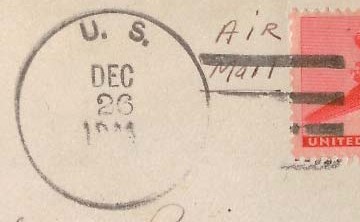 U. S.
AIR
Mail
DEC
26
UNITED